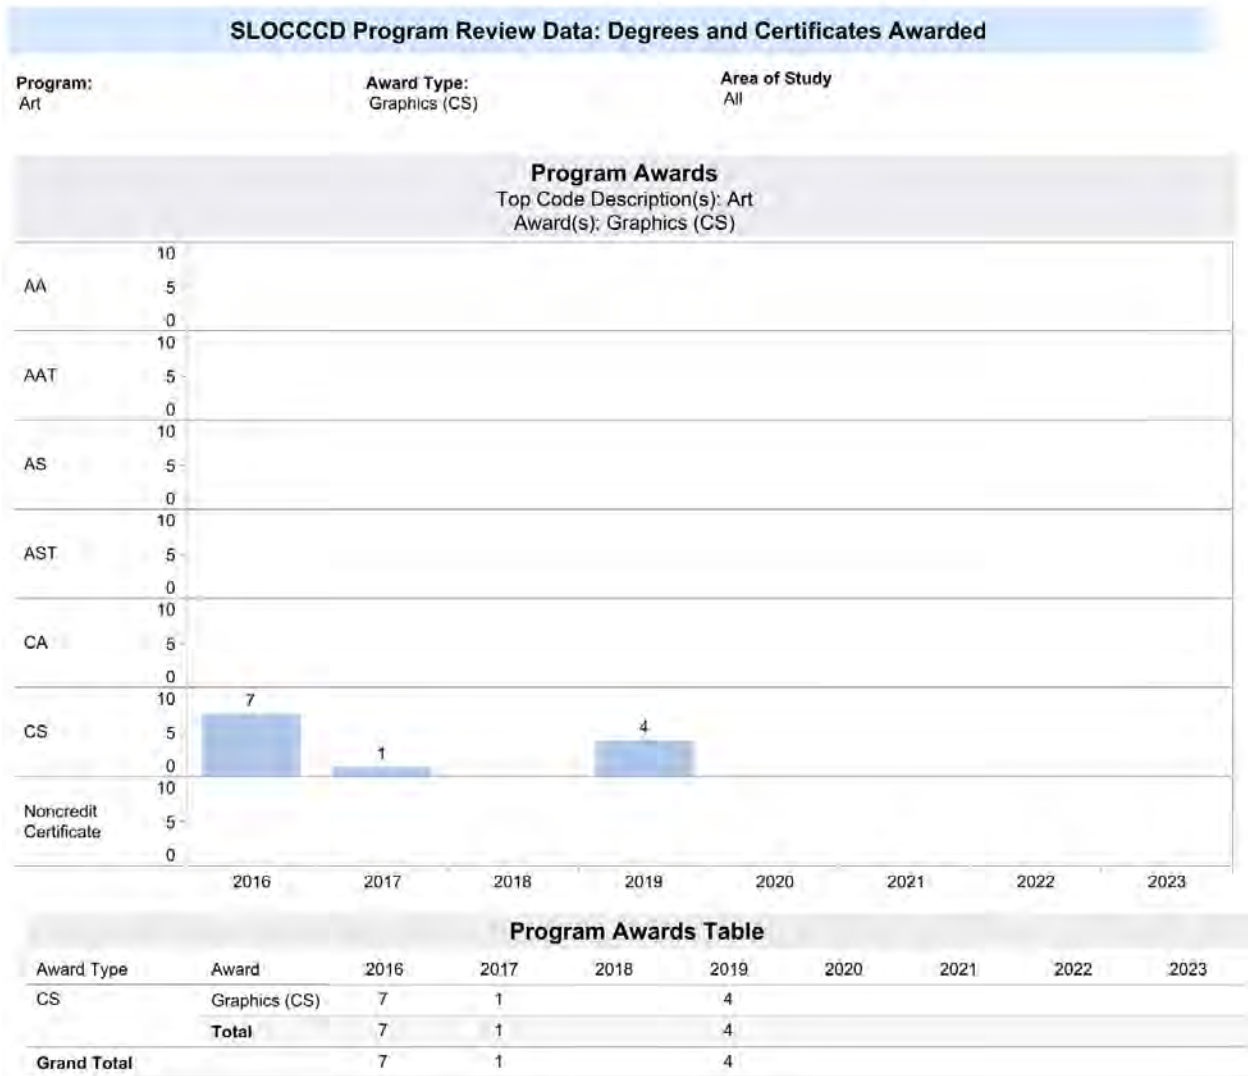 SLOCCCD Program Review Data: Degrees and Certificates Awarded
Program: Award Type: Area of Study
Art Graphics (CS) All
Program Awards
Top Code Description(s): Art
Award(s): Graphics (CS)
10
AA 5
0
10
AAT 5
0
10
AS 5
0
10
AST 5
0
10
CA 5
0
10 7
CS 5 4
1
0
10
Noncredit
Certificate 5
0
2016 2017 2018 2019 2020 2021 2022 2023
Program Awards Table
Award Type Award 2016 2017 2018 2019 2020 2021 2022 2023
CS Graphics (CS) 7 1 4
Total 7 1 4
Grand Total 7 1 4